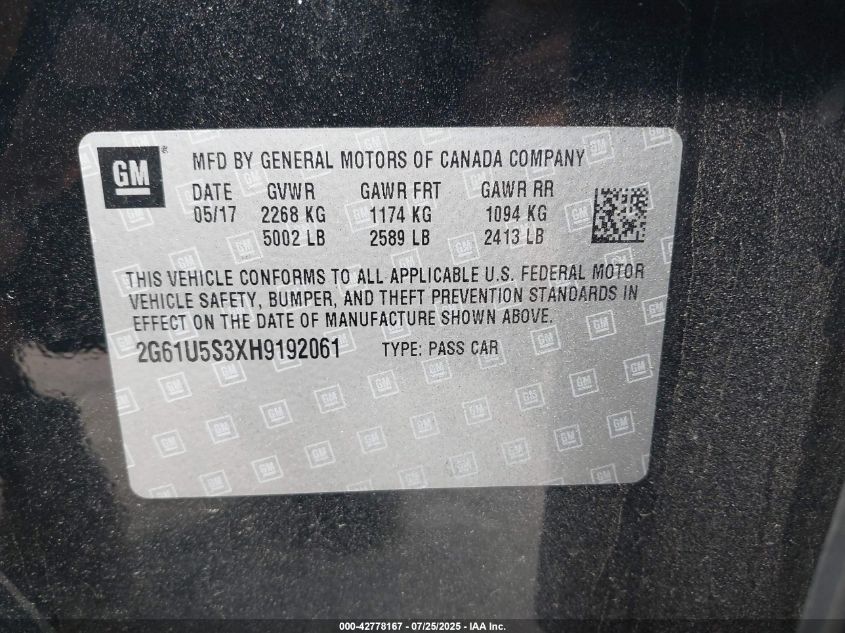 GM
MFD BY GENERAL MOTORS OF CANADA COMPANY
DATE GVWR GAWR FRT GAWR RR
05/17 2268 KG 1174 KG 1094 KG
5002 LB 2589 LB 2413 LB
THIS VEHICLE CONFORMS TO ALL APPLICABLE U.S. FEDERAL MOTOR
VEHICLE SAFETY, BUMPER, AND THEFT PREVENTION STANDARDS IN
EFFECT ON THE DATE OF MANUFACTURE SHOWN ABOVE.
2G61U5S3XH9192061 TYPE: PASS CAR
000-42778167 - 07/25/2025 - IAA Inc.